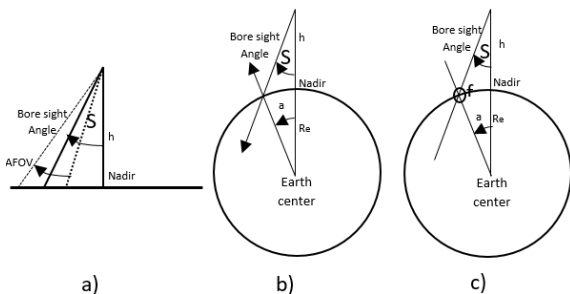 Bore sight
Angle
S
h
AFOV
Nadir
a)
h
Bore sight
Angle
S
Nadir
a
Re
Earth
center
b)
Bore sight
Angle
S
h
Nadir
f
a
Re
Earth
center
c)